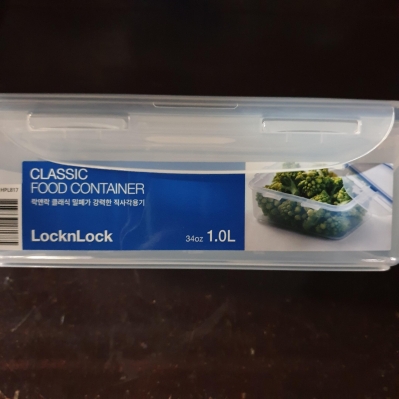 HPL817
CLASSIC
FOOD CONTAINER
락앤락 클래식 밀폐가 강력한 직사각용기
LocknLock
34oz 1.0L